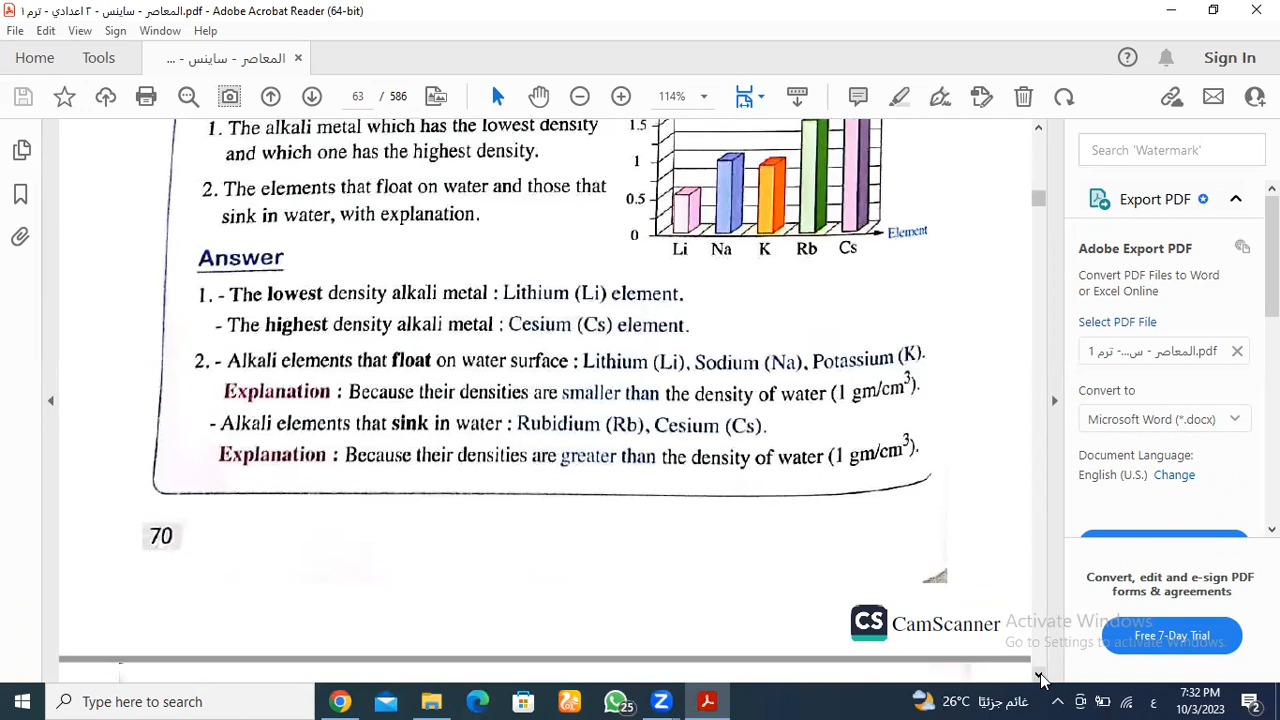 المعاصر - ساينس - ٢ اعدادي - ترم ١.pdf - Adobe Acrobat Reader (64-bit)
File Edit View Sign Window Help
Home Tools المعاصر - ساينس - ... × Sign In
63 / 586 114%
1. The alkali metal which has the lowest density
and which one has the highest density.
2. The elements that float on water and those that
sink in water, with explanation.
1.5
1
0.5
0
Li Na K Rb Cs
Element
Answer
1. - The lowest density alkali metal : Lithium (Li) element.
- The highest density alkali metal : Cesium (Cs) element.
2. - Alkali elements that float on water surface : Lithium (Li), Sodium (Na), Potassium (K).
Explanation : Because their densities are smaller than the density of water (1 gm/cm³).
- Alkali elements that sink in water : Rubidium (Rb), Cesium (Cs).
Explanation : Because their densities are greater than the density of water (1 gm/cm³).
70
CS CamScanner
Search 'Watermark'
Export PDF
Adobe Export PDF
Convert PDF Files to Word
or Excel Online
Select PDF File
المعاصر - س...- ترم 1.pdf
Convert to
Microsoft Word (*.docx)
Document Language:
English (U.S.) Change
Convert, edit and e-sign PDF
forms & agreements
Free 7-Day Trial
Activate Windows
Go to Settings to activate Windows.
Type here to search
25
26°C غائم جزئيًا
ع
7:32 PM
10/3/2023
2